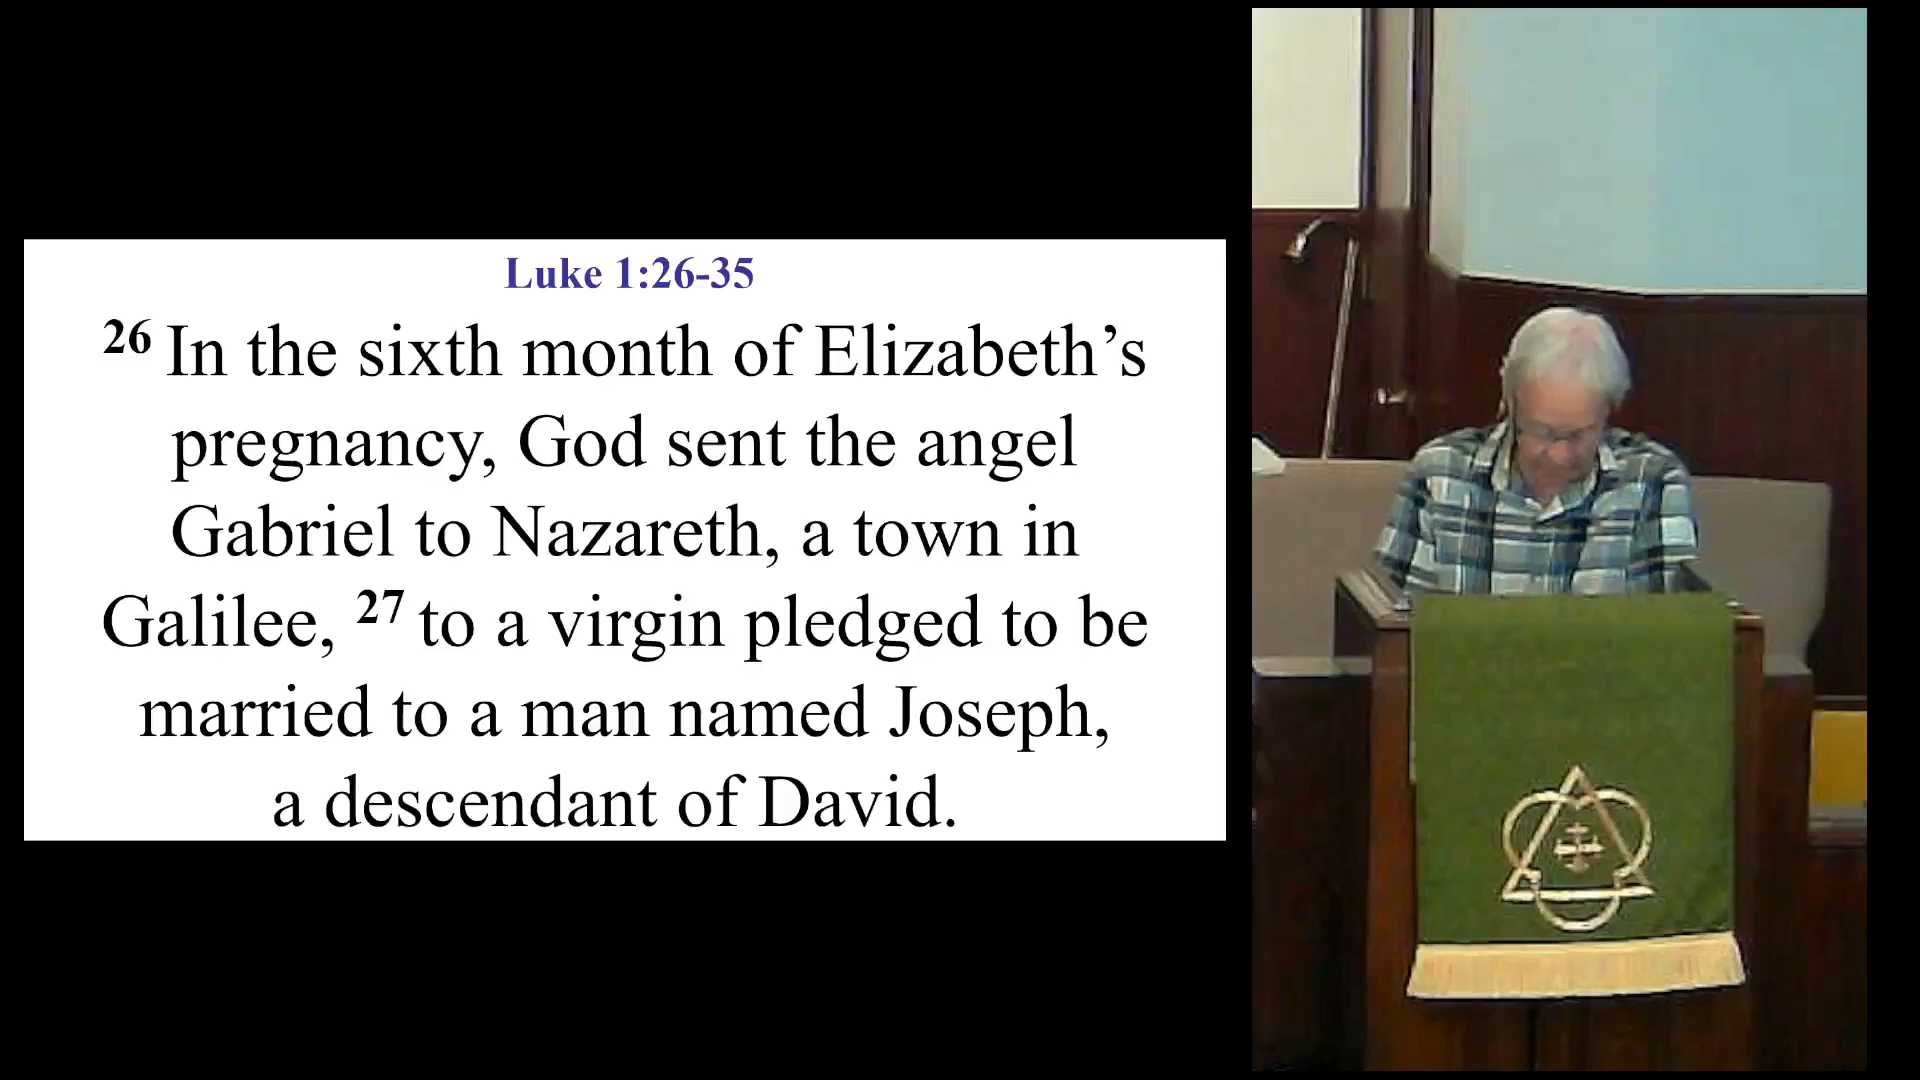 Luke 1:26-35
26 In the sixth month of Elizabeth’s
pregnancy, God sent the angel
Gabriel to Nazareth, a town in
Galilee, 27 to a virgin pledged to be
married to a man named Joseph,
a descendant of David.